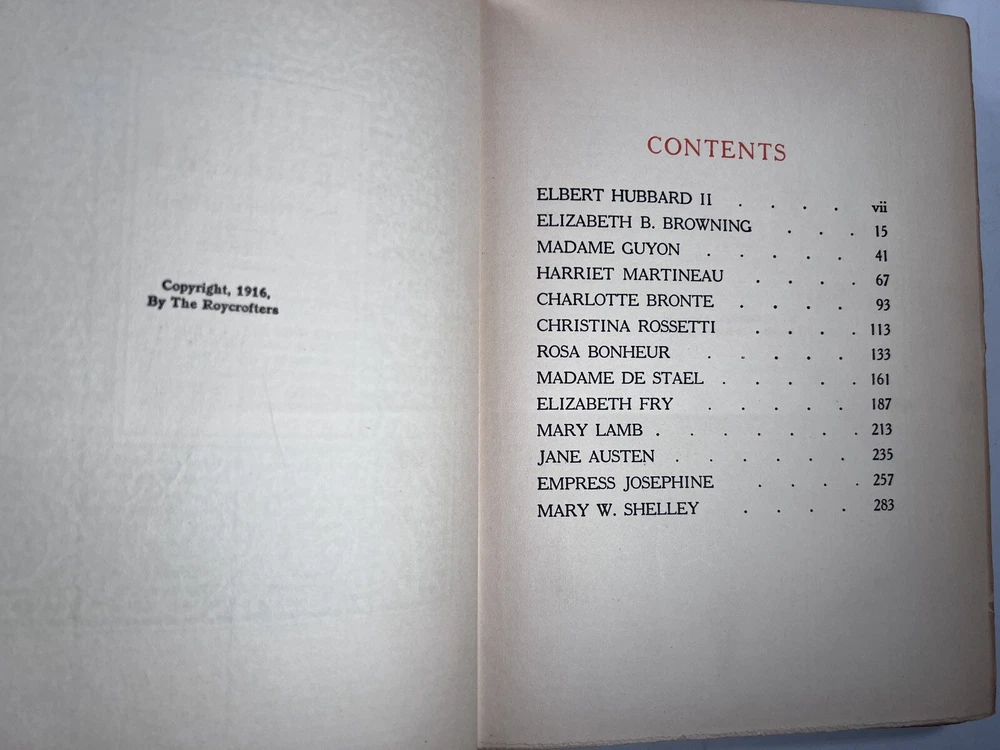 Copyright, 1916,
By The Roycrofters
CONTENTS
ELBERT HUBBARD II . . . . vii
ELIZABETH B. BROWNING . . . 15
MADAME GUYON . . . . . 41
HARRIET MARTINEAU . . . . 67
CHARLOTTE BRONTE . . . . 93
CHRISTINA ROSSETTI . . . . 113
ROSA BONHEUR . . . . . 133
MADAME DE STAEL . . . . . 161
ELIZABETH FRY . . . . . 187
MARY LAMB . . . . . . . 213
JANE AUSTEN . . . . . . 235
EMPRESS JOSEPHINE . . . . 257
MARY W. SHELLEY . . . . 283